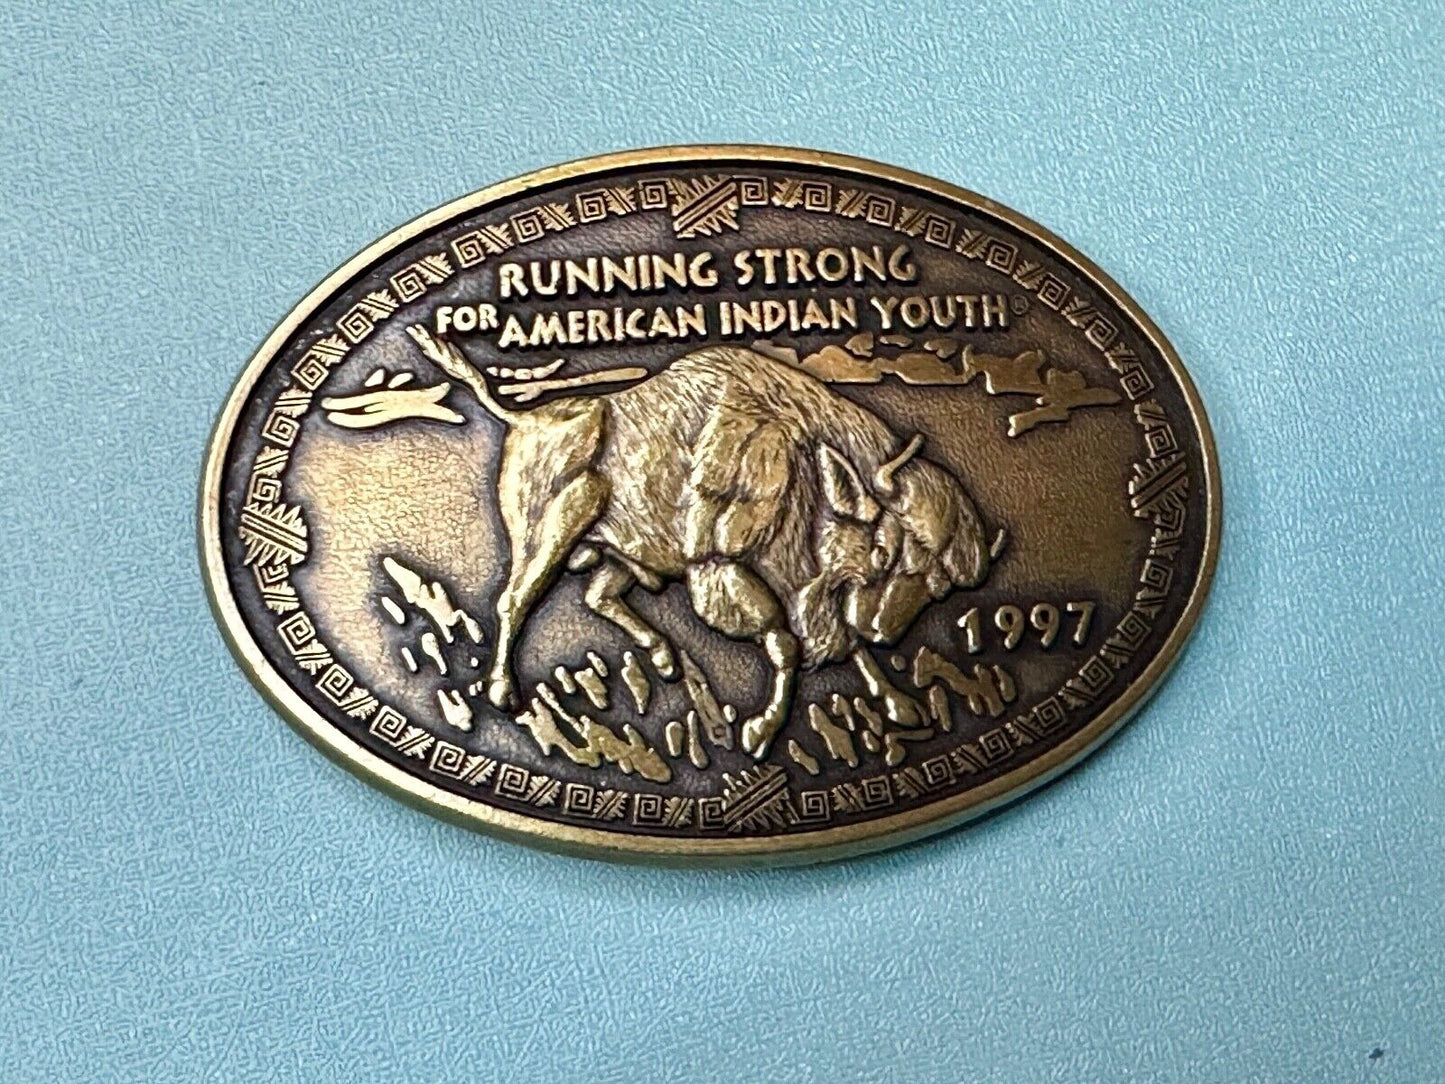 RUNNING STRONG
FOR AMERICAN INDIAN YOUTH®
1997